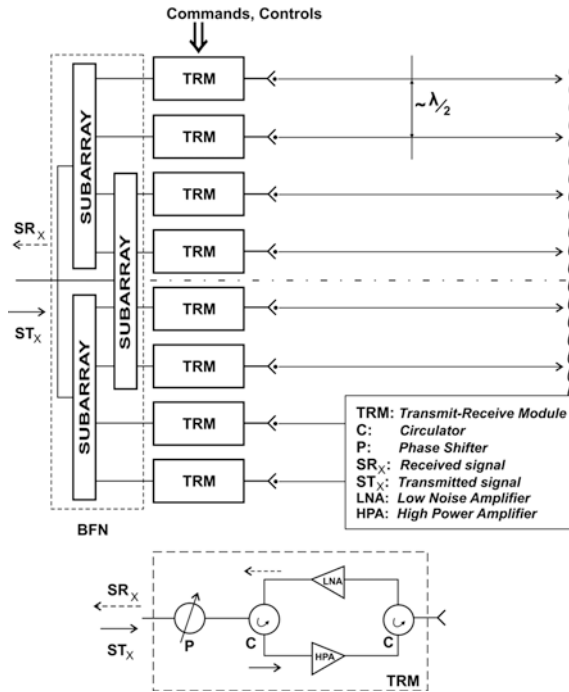 Commands, Controls
TRM
~λ/2
TRM
SUBARRAY
TRM
SUBARRAY
SRX
TRM
STX
TRM
SUBARRAY
TRM
TRM
TRM
BFN
TRM: Transmit-Receive Module
C: Circulator
P: Phase Shifter
SRX: Received signal
STX: Transmitted signal
LNA: Low Noise Amplifier
HPA: High Power Amplifier
SRX
STX
P
C
LNA
HPA
C
TRM